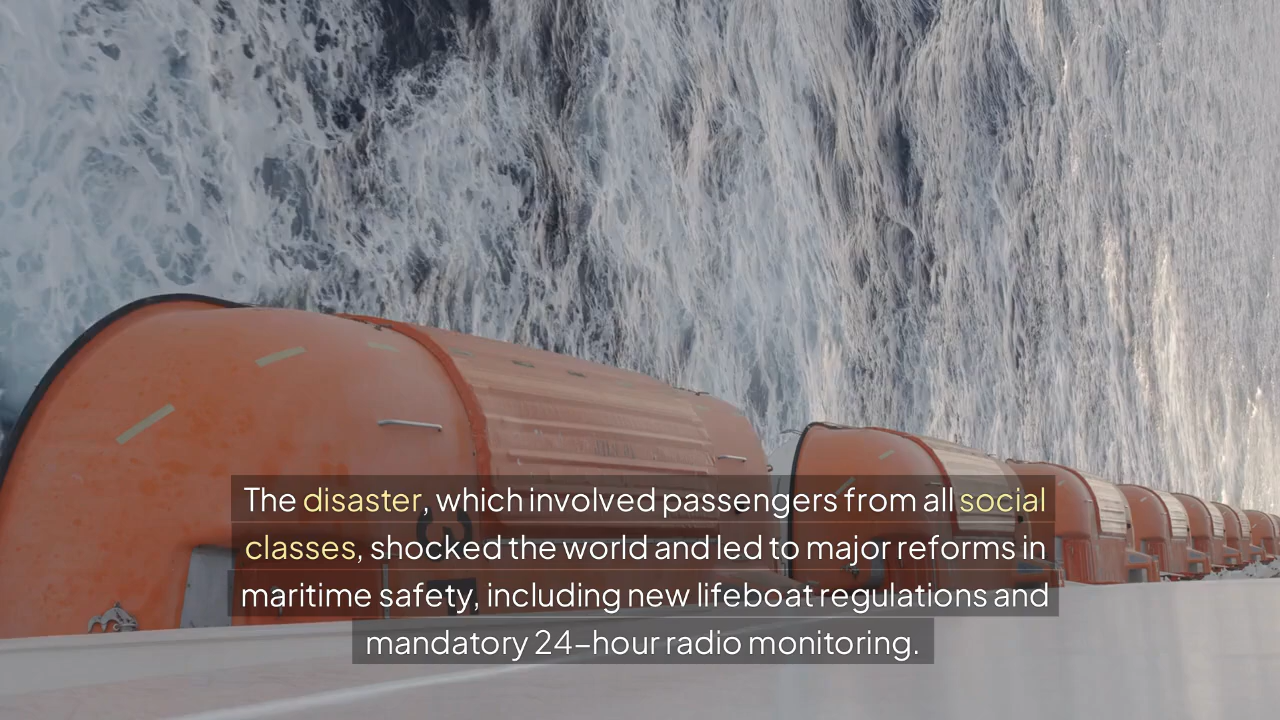 The disaster, which involved passengers from all social
classes, shocked the world and led to major reforms in
maritime safety, including new lifeboat regulations and
mandatory 24-hour radio monitoring.